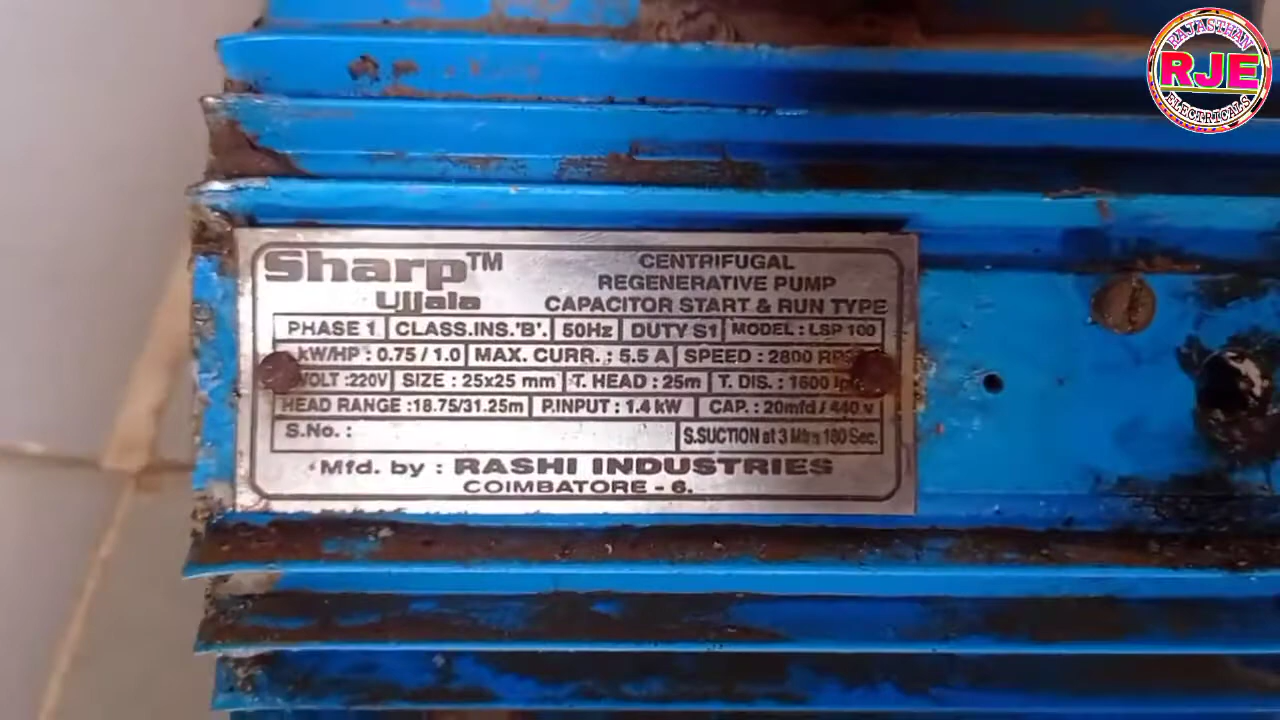 RAJASTHAN
RJE
ELECTRICALS
Sharp™ CENTRIFUGAL
Ujjala REGENERATIVE PUMP
CAPACITOR START & RUN TYPE
PHASE 1 CLASS.INS.'B'. 50Hz DUTY S1 MODEL : LSP 100
kW/HP : 0.75 / 1.0 MAX. CURR. : 5.5 A SPEED : 2800
VOLT :220V SIZE : 25x25 mm T. HEAD : 25m T. DIS. : 1600
HEAD RANGE :18.75/31.25m P.INPUT : 1.4 kW CAP. : 20mfd / 440 v
S.No. : S.SUCTION at 3 Mtrs 180 Sec.
Mfd. by : RASHI INDUSTRIES
COIMBATORE - 6.